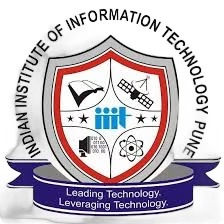 INDIAN INSTITUTE OF INFORMATION TECHNOLOGY PUNE
iiit
Leading Technology.
Leveraging Technology.